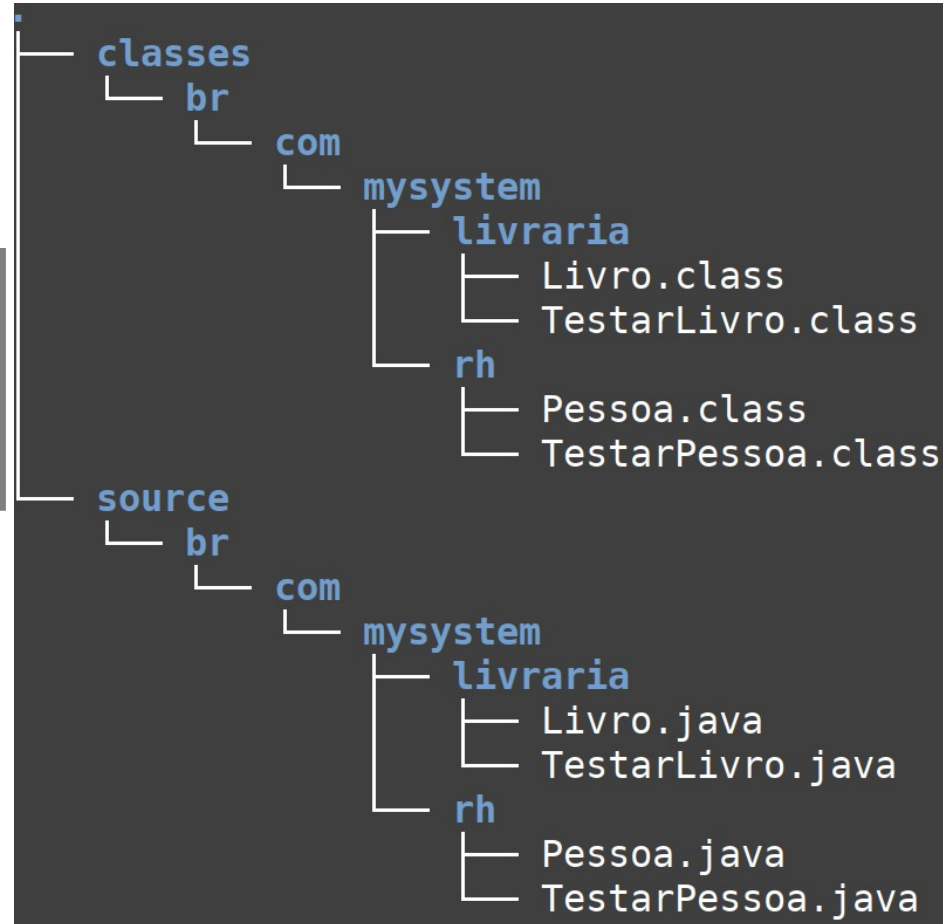 .
classes
br
com
mysystem
livraria
Livro.class
TestarLivro.class
rh
Pessoa.class
TestarPessoa.class
source
br
com
mysystem
livraria
Livro.java
TestarLivro.java
rh
Pessoa.java
TestarPessoa.java